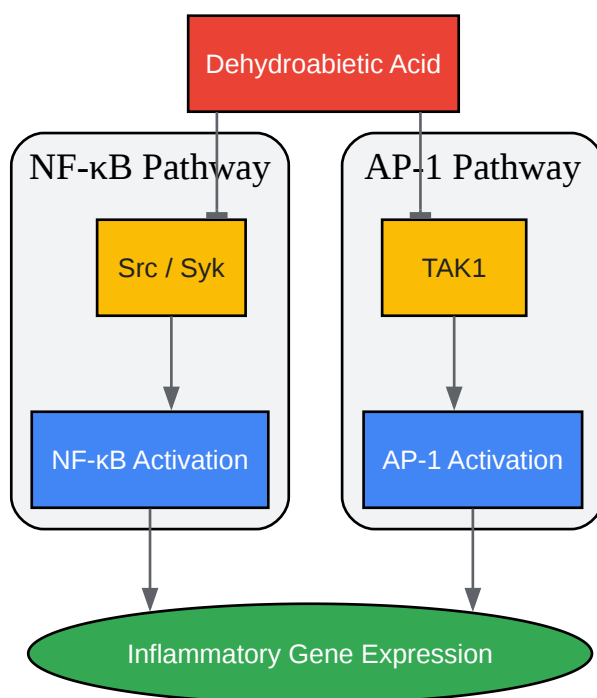 Dehydroabietic Acid
NF-κB Pathway
AP-1 Pathway
Src / Syk
TAK1
NF-κB Activation
AP-1 Activation
Inflammatory Gene Expression